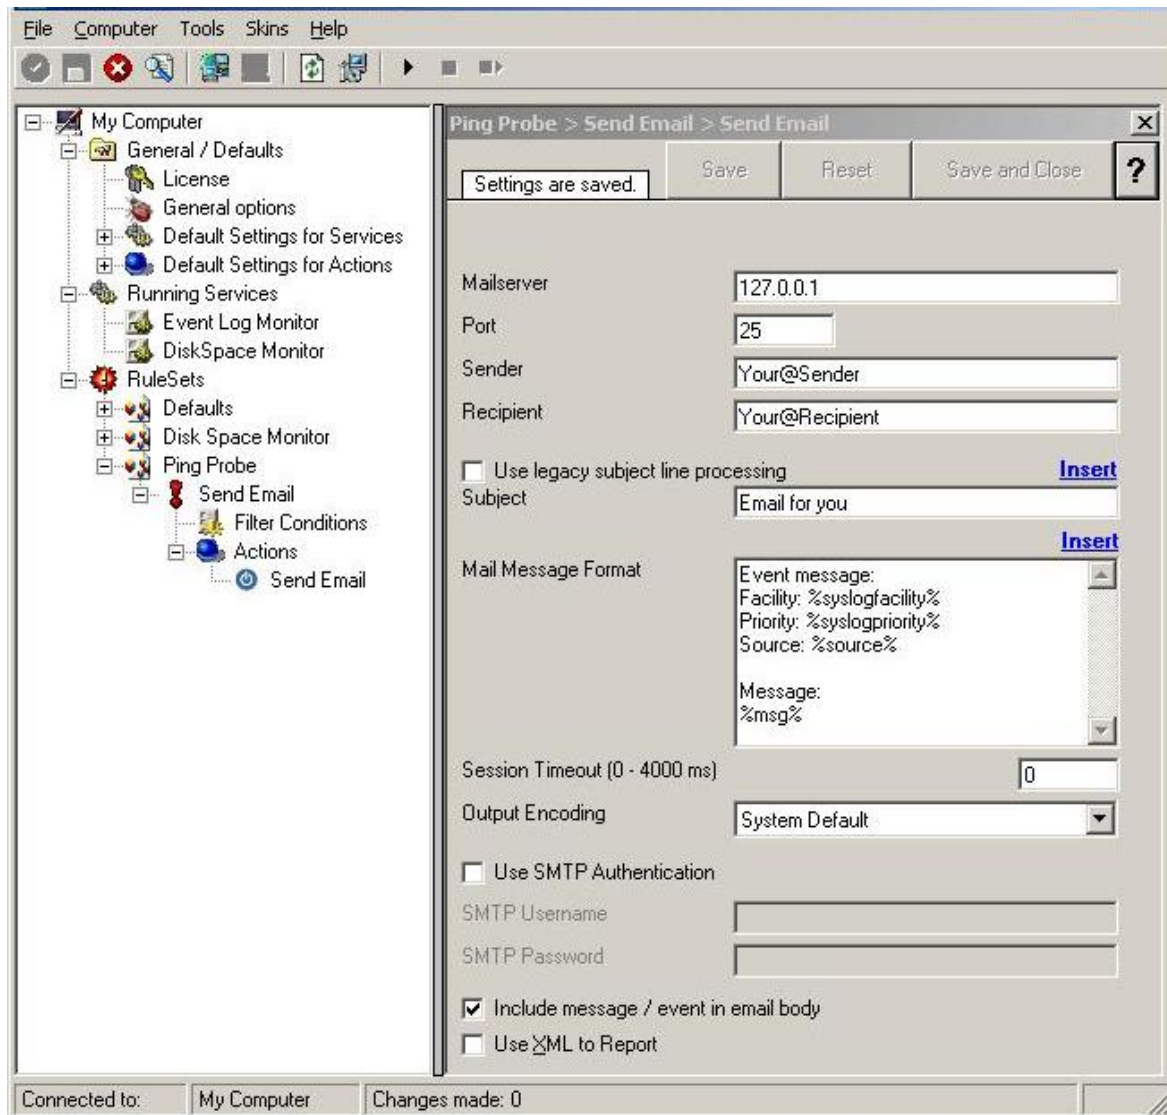 File Computer Tools Skins Help
My Computer
General / Defaults
License
General options
Default Settings for Services
Default Settings for Actions
Running Services
Event Log Monitor
DiskSpace Monitor
RuleSets
Defaults
Disk Space Monitor
Ping Probe
Send Email
Filter Conditions
Actions
Send Email
Ping Probe > Send Email > Send Email
Settings are saved. Save Reset Save and Close ?
Mailserver 127.0.0.1
Port 25
Sender Your@Sender
Recipient Your@Recipient
Use legacy subject line processing Insert
Subject Email for you
Insert
Mail Message Format Event message:
Facility: %syslogfacility%
Priority: %syslogpriority%
Source: %source%
Message:
%msg%
Session Timeout (0 - 4000 ms) 0
Output Encoding System Default
Use SMTP Authentication
SMTP Username
SMTP Password
Include message / event in email body
Use XML to Report
Connected to: My Computer Changes made: 0